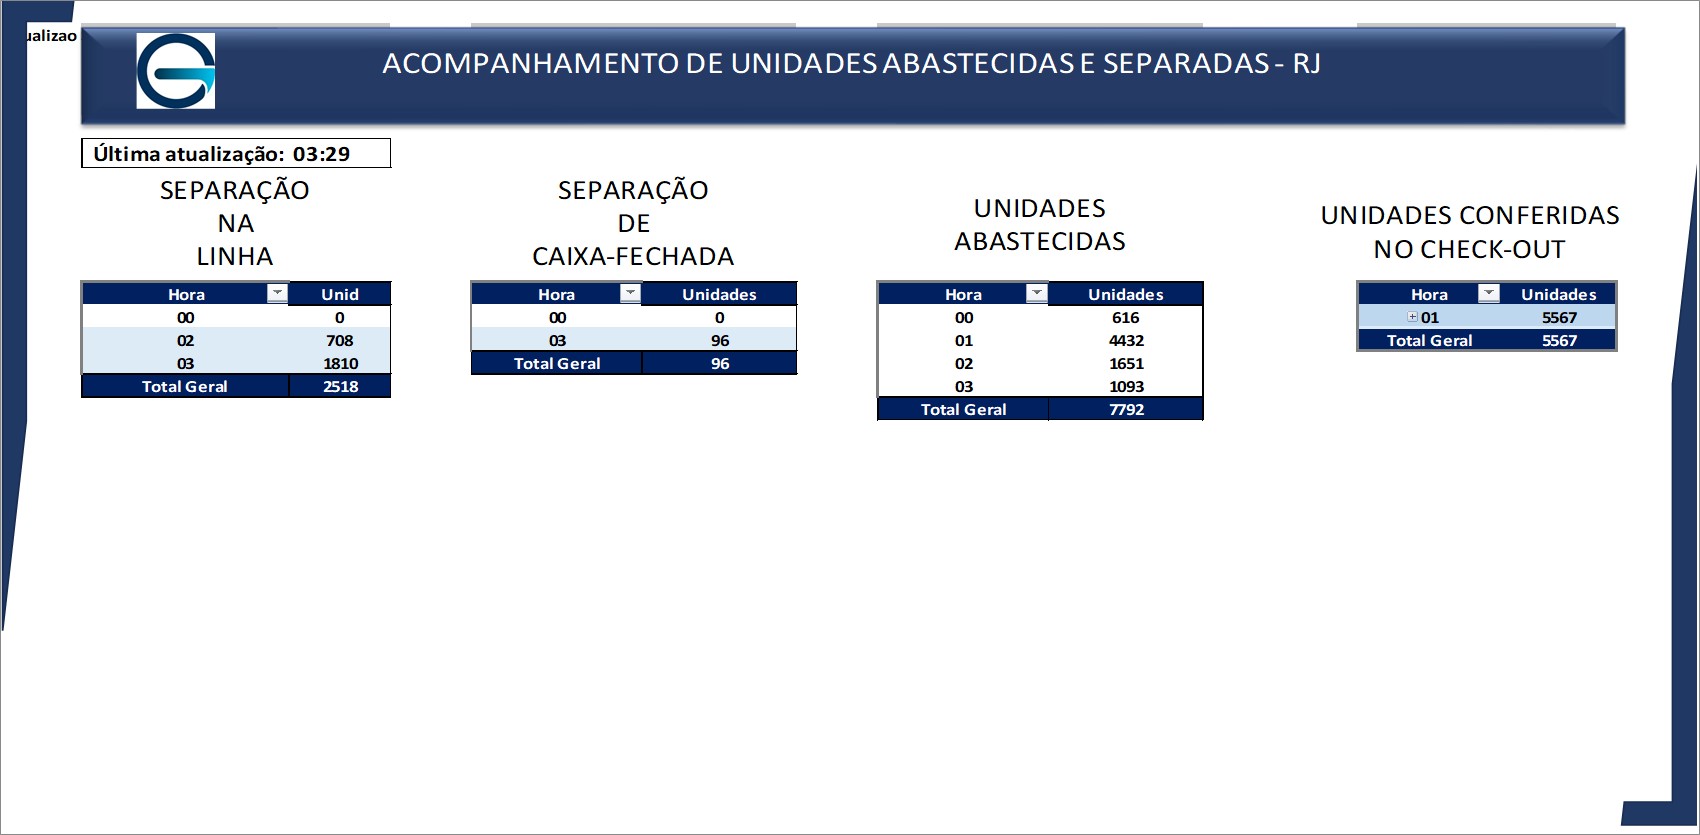 ualizao
ACOMPANHAMENTO DE UNIDADES ABASTECIDAS E SEPARADAS - RJ
Última atualização: 03:29
SEPARAÇÃO
NA
LINHA
Hora Unid
00 0
02 708
03 1810
Total Geral 2518
SEPARAÇÃO
DE
CAIXA-FECHADA
Hora Unidades
00 0
03 96
Total Geral 96
UNIDADES
ABASTECIDAS
Hora Unidades
00 616
01 4432
02 1651
03 1093
Total Geral 7792
UNIDADES CONFERIDAS
NO CHECK-OUT
Hora Unidades
01 5567
Total Geral 5567